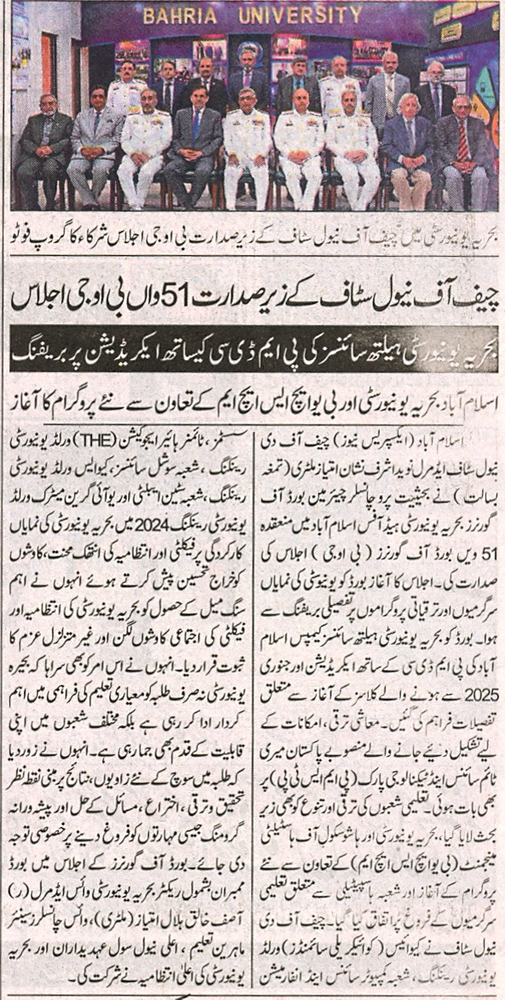 BAHRIA UNIVERSITY
بحریہ یونیورسٹی میں چیف آف نیول سٹاف کے زیر صدارت بی او جی اجلاس شرکاء کا گروپ فوٹو
چیف آف نیول سٹاف کے زیر صدارت 51 واں بی او جی اجلاس
بحریہ یونیورسٹی ہیلتھ سائنسز کی پی ایم ڈی سی کیساتھ ایکریڈیشن پر بریفنگ
اسلام آباد بحریہ یونیورسٹی اور بی یو ایچ ایس ایچ ایم کے تعاون سے نئے پروگرام کا آغاز
اسلام آباد (ایکسپریس نیوز) چیف آف دی
نیول سٹاف ایڈمرل نوید اشرف نشان امتیاز ملٹری (تمغہ
بسالت) نے بحیثیت پرو چانسلر چیئرمین بورڈ آف
گورنرز بحریہ یونیورسٹی ہیڈ آفس اسلام آباد میں منعقدہ
51 ویں بورڈ آف گورنرز (بی او جی) اجلاس کی
صدارت کی۔ اجلاس کا آغاز بورڈ کو یونیوسٹی کی نمایاں
سرگرمیوں اور ترقیاتی پروگراموں پر تفصیلی بریفنگ سے
ہوا۔ بورڈ کو بحریہ یونیورسٹی ہیلتھ سائنسز کیمپس اسلام
آباد کی پی ایم ڈی سی کے ساتھ ایکریڈیشن اور جنوری
2025 سے ہونے والے کلاسز کے آغاز سے متعلق
تفصیلات فراہم کی گئیں۔ معاشی ترقی، امکانات کے
لیے تشکیل دیئے جانے والے منصوبے پاکستان میری
ٹائم سائنس اینڈ ٹیکنالوجی پارک (پی ایم ایس ٹی پی) پر
بھی بات ہوئی۔ تعلیمی شعبوں کی ترقی اور تنوع کو بھی زیر
بحث لایا گیا، بحریہ یونیورسٹی اور ہاشو سکول آف ہاسٹیلیٹی
مینجمنٹ (بی یو ایچ ایس ایچ ایم) کے تعاون سے نئے
پروگرام کے آغاز اور شعبہ ہاسپیٹیلیٹی سے متعلق تعلیمی
سرگرمیوں کے فروغ پر اتفاق کیا گیا۔ چیف آف دی
نیول سٹاف نے کیو ایس (کوائیکریلی سائمنڈز) ورلڈ
یونیورسٹی رینکنگ، شعبہ کمپیوٹر سائنس اینڈ انفارمیشن
سسٹمز، ٹائمز ہائیر ایجوکیشن (THE) ورلڈ یونیورسٹی
رینکنگ، شعبہ سوشل سائنسز، کیو ایس ورلڈ یونیورسٹی
رینکنگ، شعبہ سٹین ایبلٹی اور یو آئی گرین میٹرک ورلڈ
یونیورسٹی رینکنگ 2024 میں بحریہ یونیورسٹی کی نمایاں
کارکردگی پر فیکلٹی اور انتظامیہ کی انتھک محنت، کاوشوں
کو خراج تحسین پیش کرتے ہوئے انہوں نے اہم
سنگ میل کے حصول کو بحریہ یونیورسٹی کی انتظامیہ اور
فیکلٹی کی اجتماعی کاوشوں لگن اور غیر متزلزل عزم کا
ثبوت قرار دیا۔ انہوں نے اس امر کو بھی سراہا کہ بحیرہ
یونیورسٹی نہ صرف طلبہ کو معیاری تعلیم کی فراہمی میں اہم
کردار ادا کر رہی ہے بلکہ مختلف شعبوں میں اپنی
قابلیت کے قدم بھی جما رہی ہے۔ انہوں نے زور دیا
کہ طلبہ میں سوچ کے نئے زاویوں، نتائج پر مبنی نقطہ نظر
تحقیق و ترقی، اختراع، مسائل کے حل اور پیشہ ورانہ
گرومنگ جیسی مہارتوں کو فروغ دینے پر خصوصی توجہ
دی جائے۔ بورڈ آف گورنرز کے اجلاس میں بورڈ
ممبران بشمول ریکٹر بحریہ یونیورسٹی وائس ایڈمرل (ر)
آصف خالق ہلال امتیاز (ملٹری)، وائس چانسلرز سینئر
ماہرین تعلیم، اعلی نیول سول عہدیداران اور بحریہ
یونیورسٹی کی اعلیٰ انتظامیہ نے شرکت کی۔